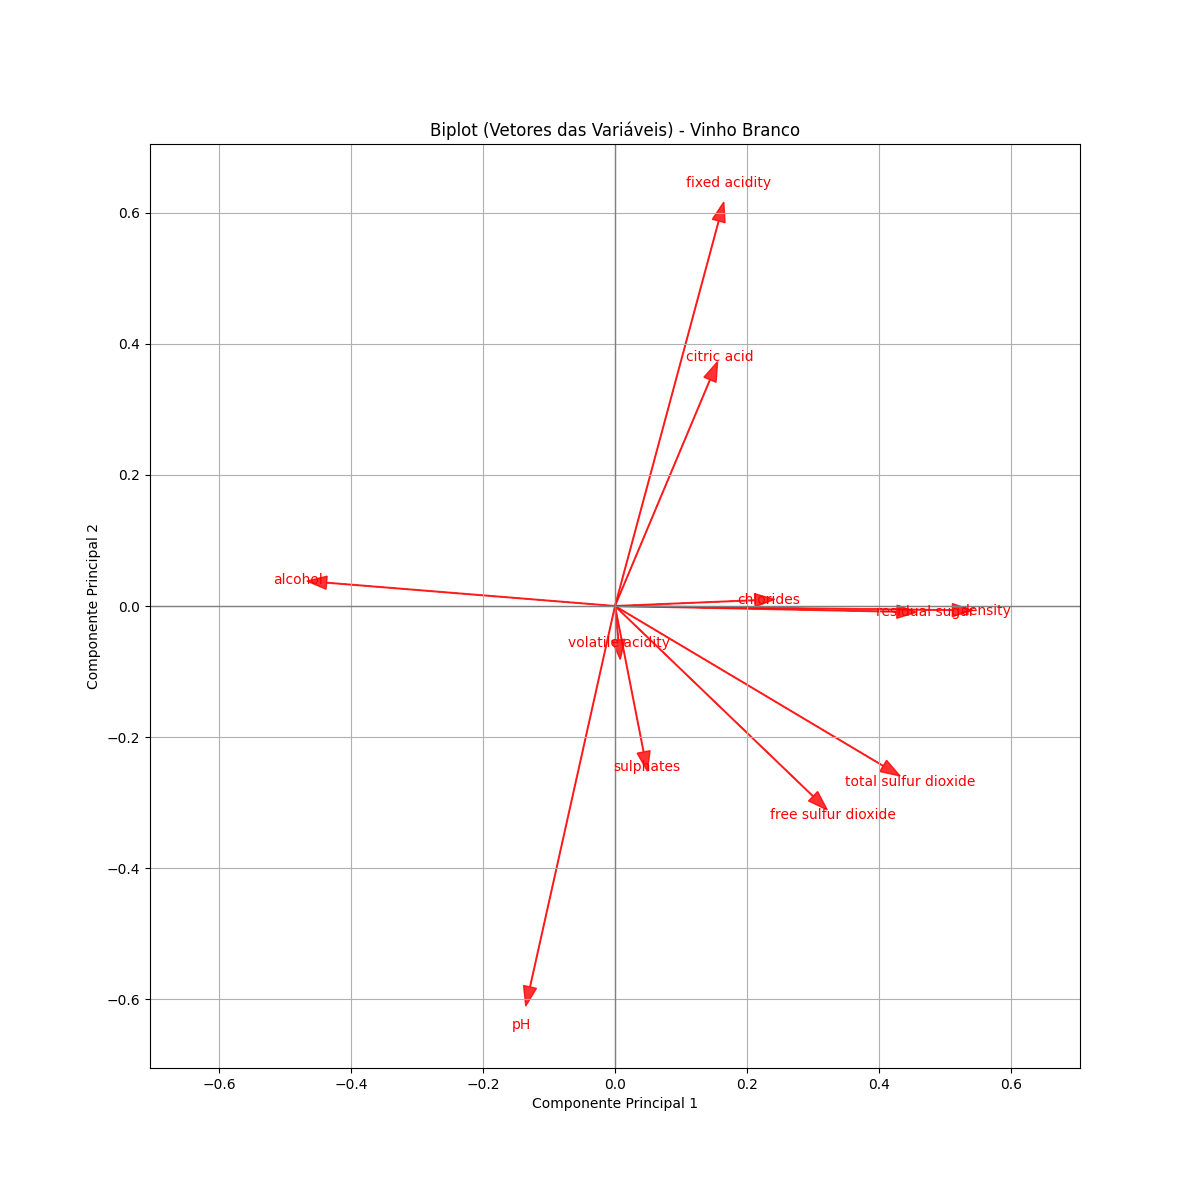 Biplot (Vetores das Variáveis) - Vinho Branco
fixed acidity
0.6
citric acid
0.4
0.2
alcohol
chlorides
0.0
residual sugar
density
volatile acidity
Componente Principal 2
−0.2
sulphates
total sulfur dioxide
free sulfur dioxide
−0.4
−0.6
pH
−0.6 −0.4 −0.2 0.0 0.2 0.4 0.6
Componente Principal 1